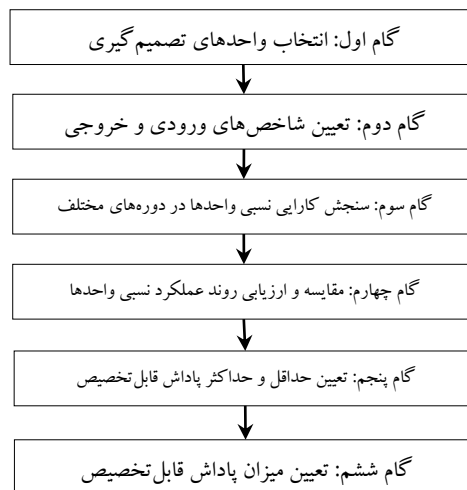 گام اول: انتخاب واحدهای تصمیم‌گیری
گام دوم: تعیین شاخص‌های ورودی و خروجی
گام سوم: سنجش کارایی نسبی واحدها در دوره‌های مختلف
گام چهارم: مقایسه و ارزیابی روند عملکرد نسبی واحدها
گام پنجم: تعیین حداقل و حداکثر پاداش قابل‌تخصیص
گام ششم: تعیین میزان پاداش قابل‌تخصیص